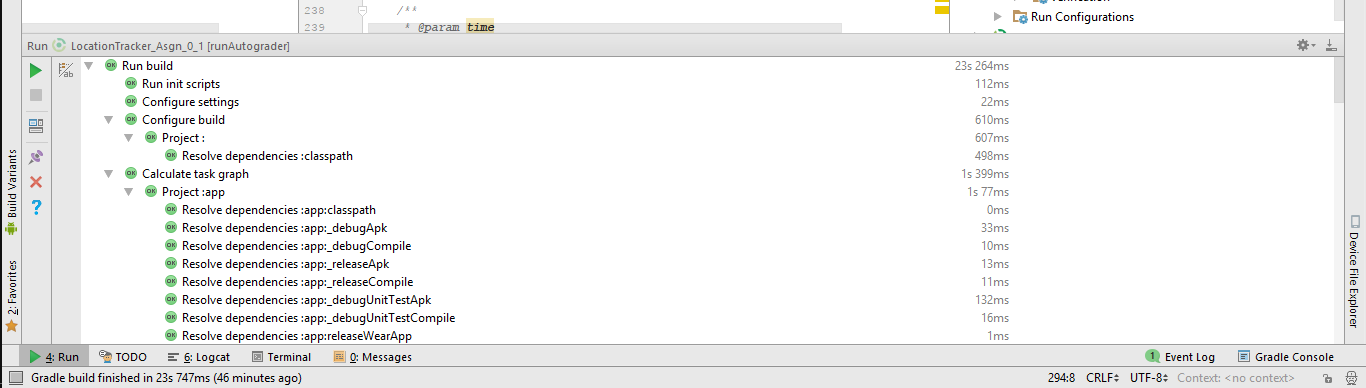 238 /**
239 * @param time
Run Configurations
Run LocationTracker_Asgn_0_1 [runAutograder]
OK Run build 23s 264ms
OK Run init scripts 112ms
OK Configure settings 22ms
OK Configure build 610ms
OK Project : 607ms
OK Resolve dependencies :classpath 498ms
OK Calculate task graph 1s 399ms
OK Project :app 1s 77ms
OK Resolve dependencies :app:classpath 0ms
OK Resolve dependencies :app:_debugApk 33ms
OK Resolve dependencies :app:_debugCompile 10ms
OK Resolve dependencies :app:_releaseApk 13ms
OK Resolve dependencies :app:_releaseCompile 11ms
OK Resolve dependencies :app:_debugUnitTestApk 132ms
OK Resolve dependencies :app:_debugUnitTestCompile 16ms
OK Resolve dependencies :app:releaseWearApp 1ms
Build Variants
2: Favorites
Device File Explorer
4: Run TODO 6: Logcat Terminal 0: Messages 1 Event Log Gradle Console
Gradle build finished in 23s 747ms (46 minutes ago) 294:8 CRLF UTF-8 Context: <no context>